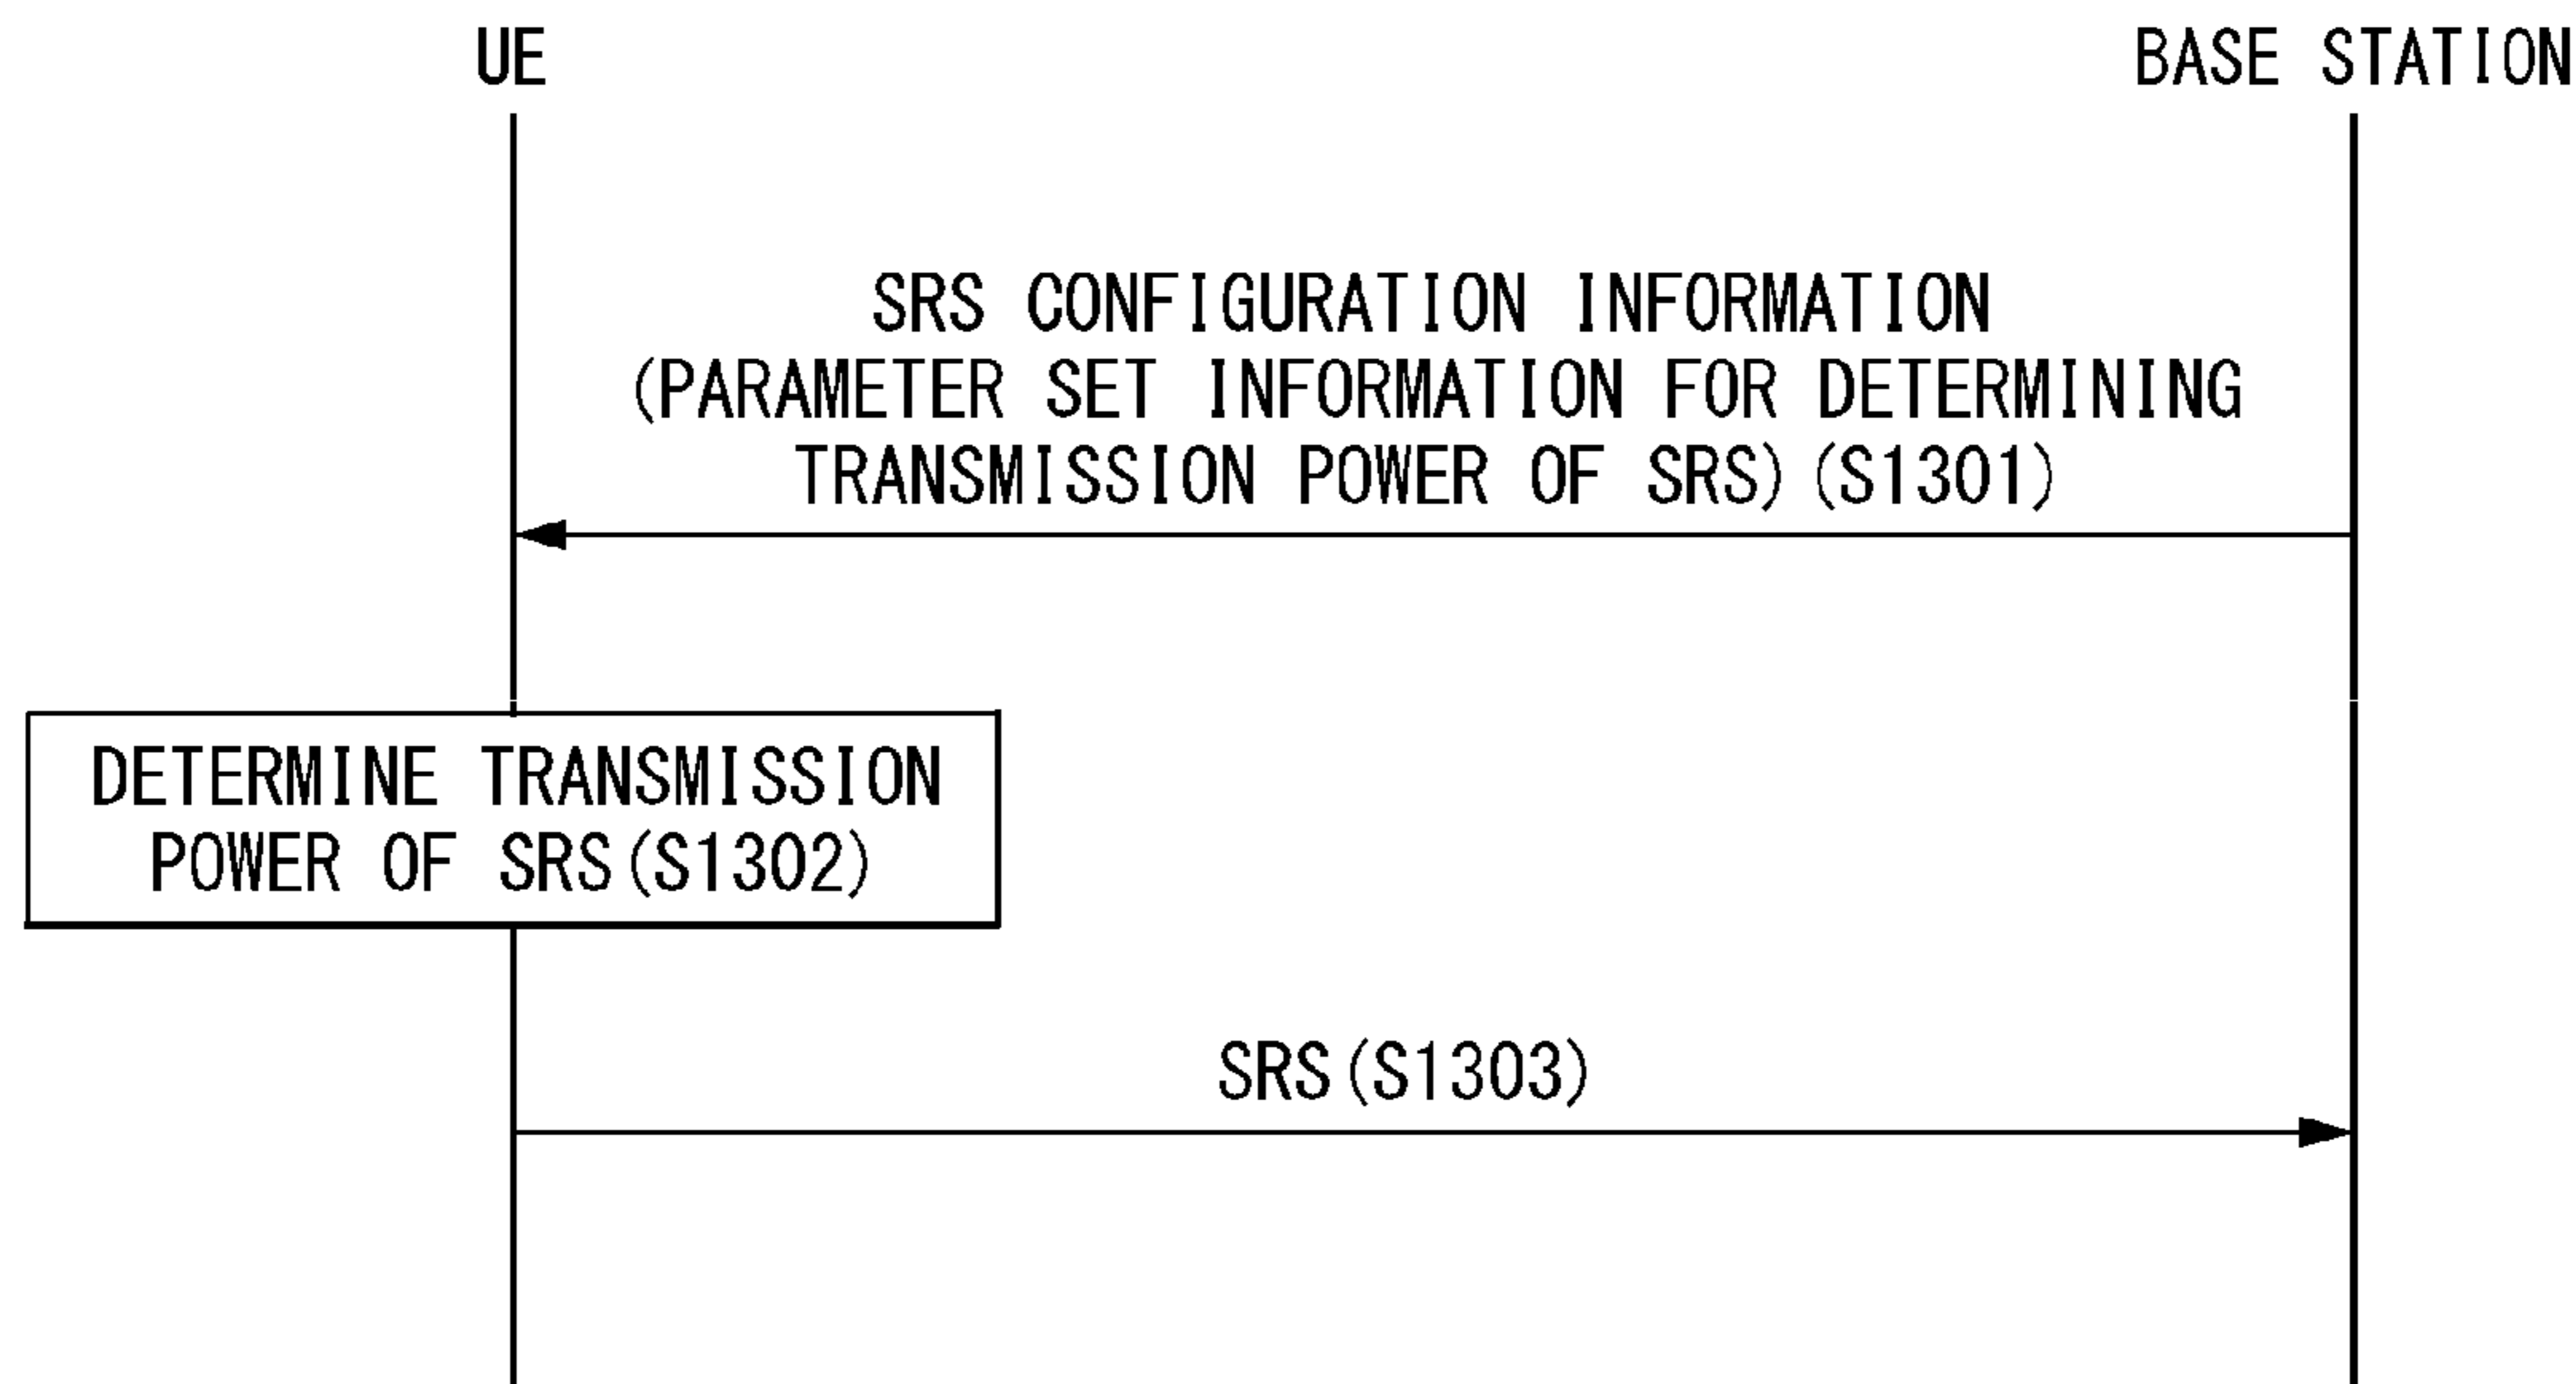 UE
BASE STATION
SRS CONFIGURATION INFORMATION
(PARAMETER SET INFORMATION FOR DETERMINING
TRANSMISSION POWER OF SRS)(S1301)
DETERMINE TRANSMISSION
POWER OF SRS(S1302)
SRS(S1303)